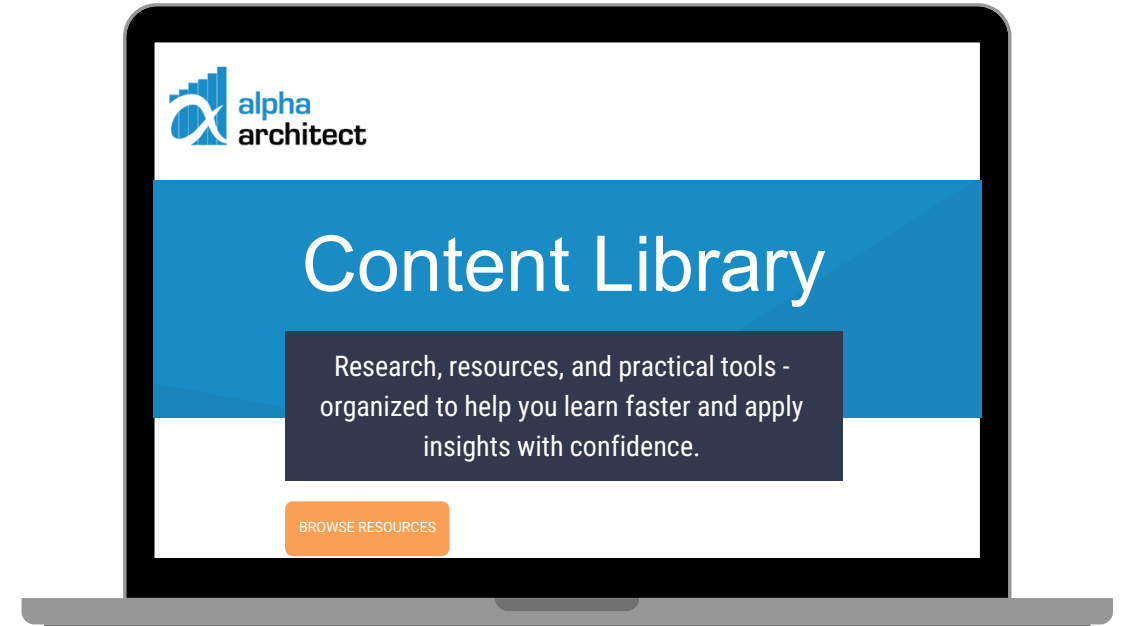 alpha
architect
Content Library
Research, resources, and practical tools -
organized to help you learn faster and apply
insights with confidence.
BROWSE RESOURCES